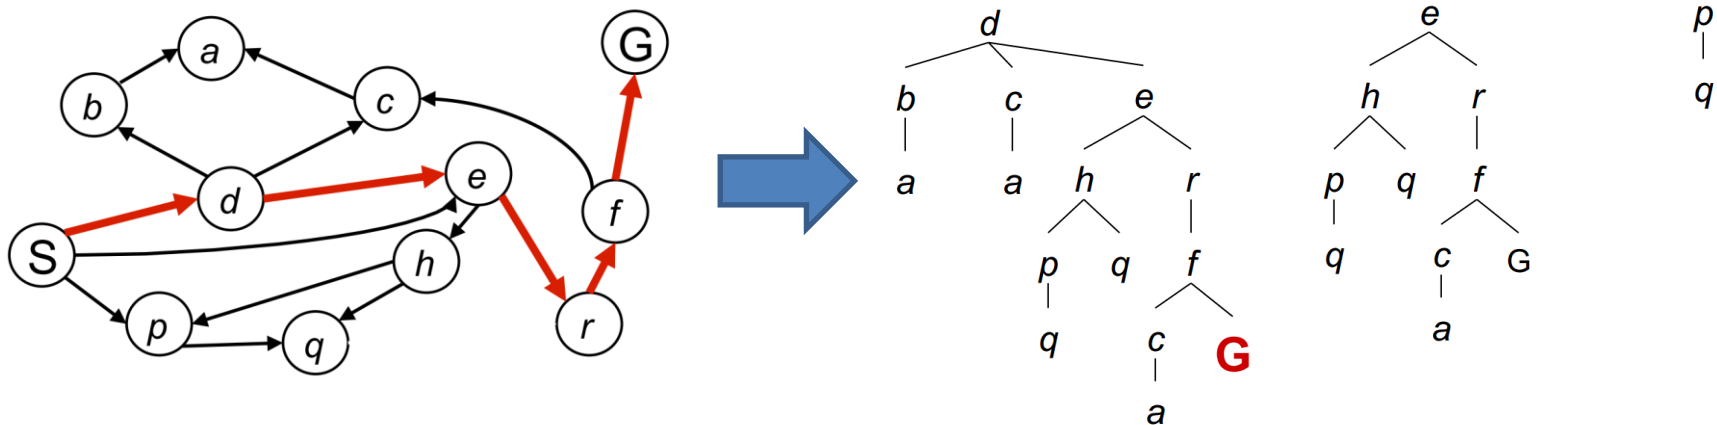 G
a
b
c
e
d
f
S
h
p
q
r
d e p
b c e h r q
a a h r p q f
p q f q c G
q c G a
a